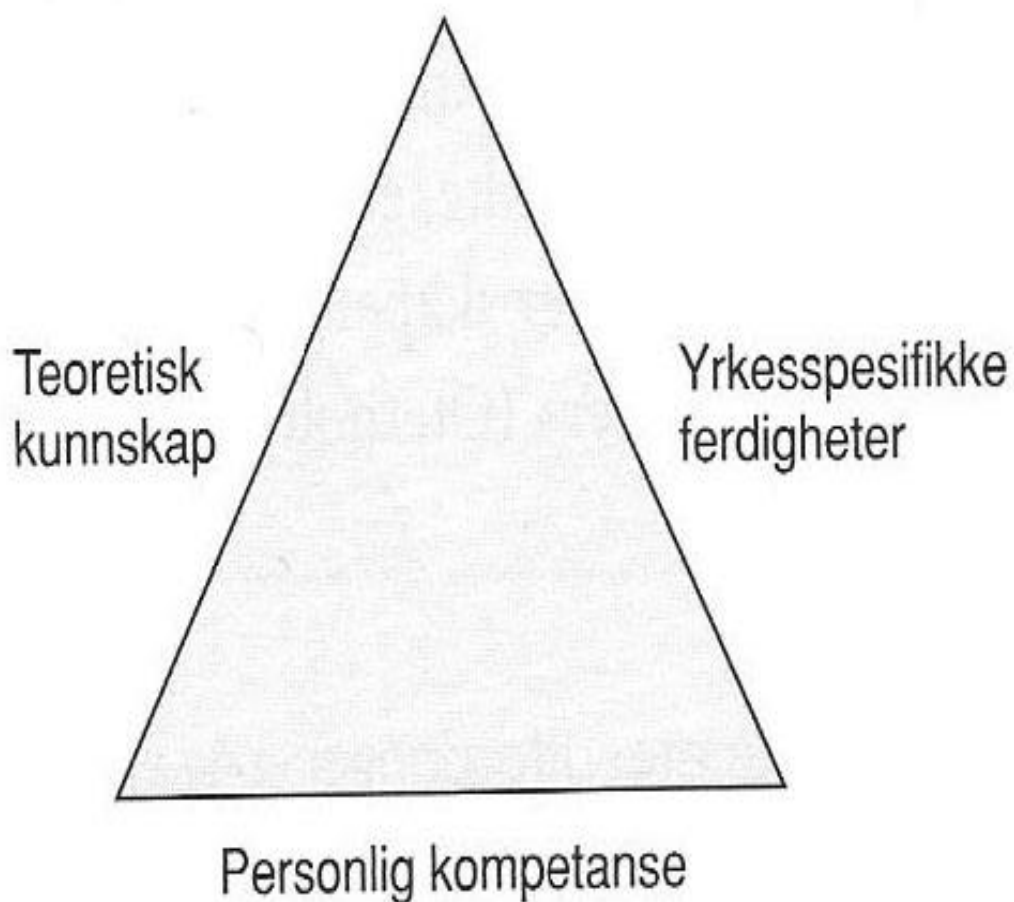 Teoretisk
kunnskap
Yrkesspesifikke
ferdigheter
Personlig kompetanse